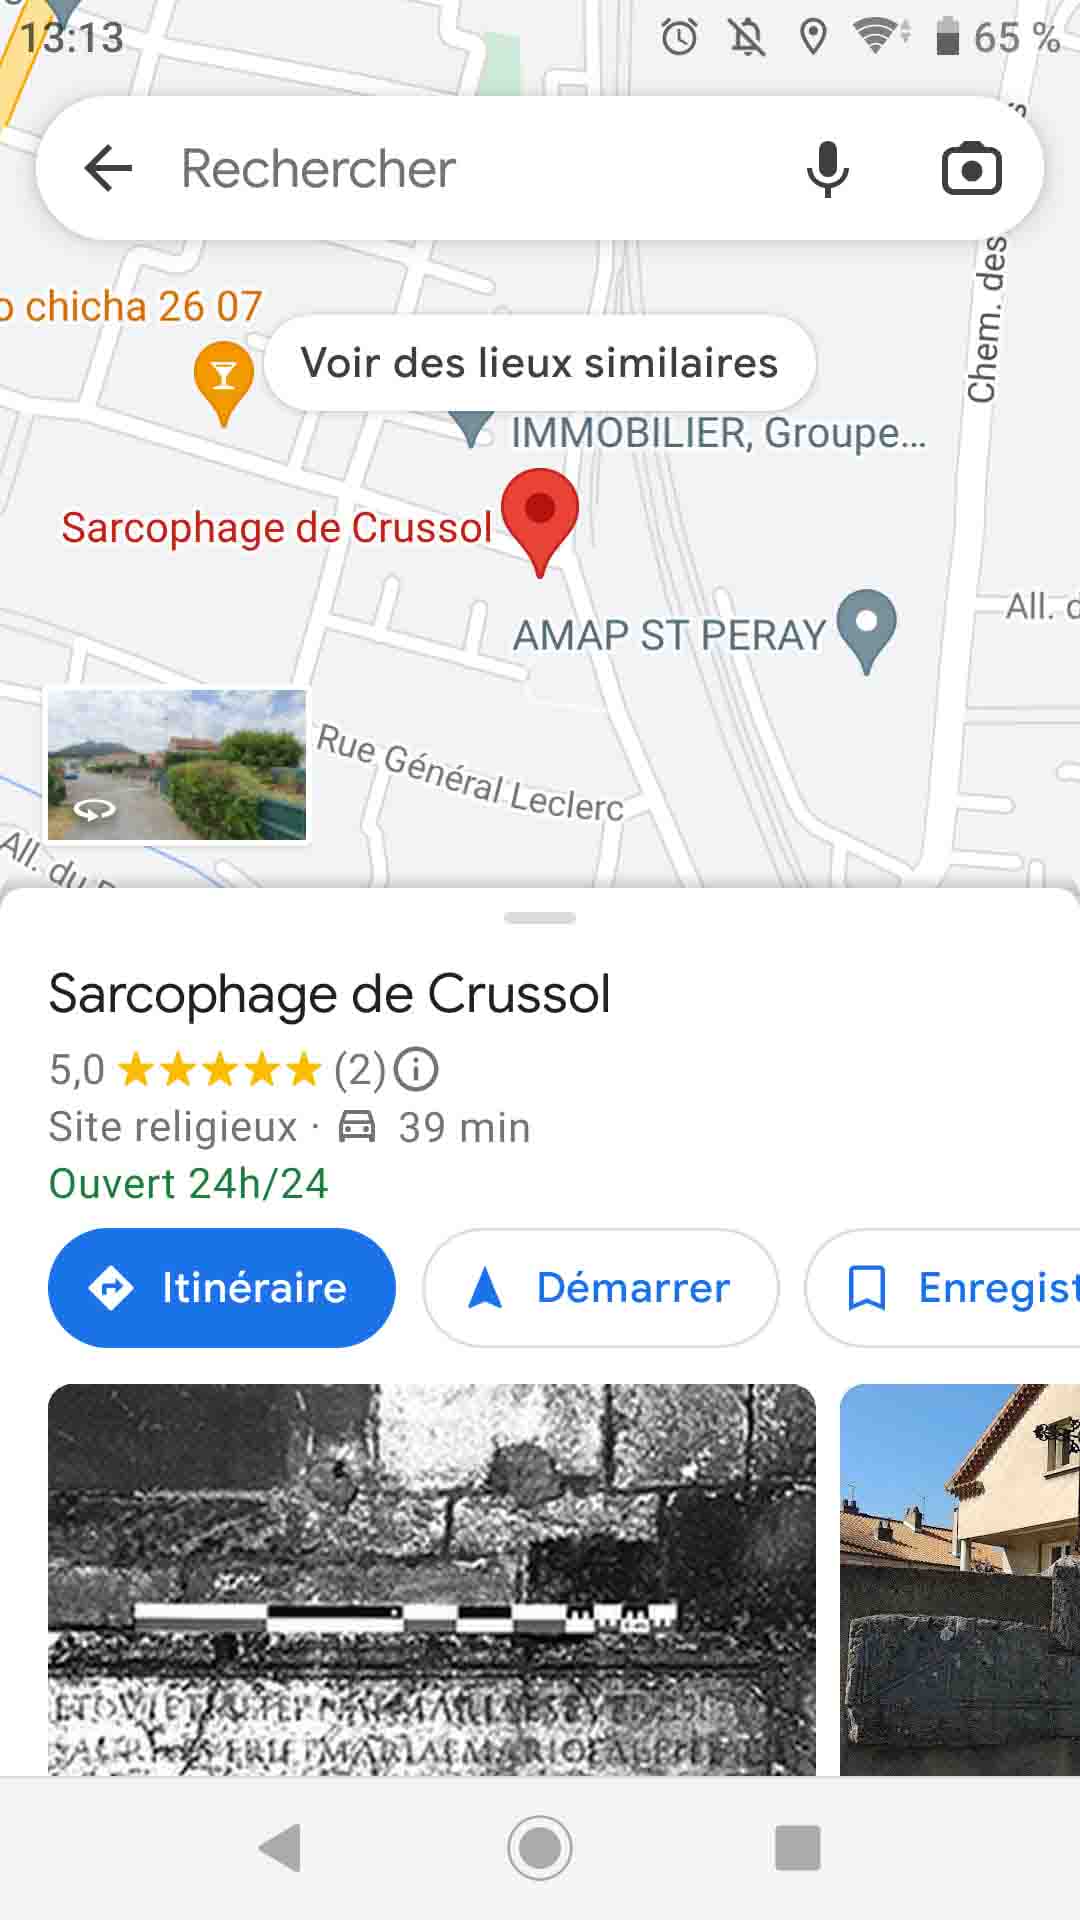 13:13
65 %
Rechercher
Chem. des
o chicha 26 07
Voir des lieux similaires
IMMOBILIER, Groupe...
Sarcophage de Crussol
All. d
AMAP ST PERAY
Rue Général Leclerc
All. du
Sarcophage de Crussol
5,0 (2)
Site religieux · 39 min
Ouvert 24h/24
Itinéraire
Démarrer
Enregist